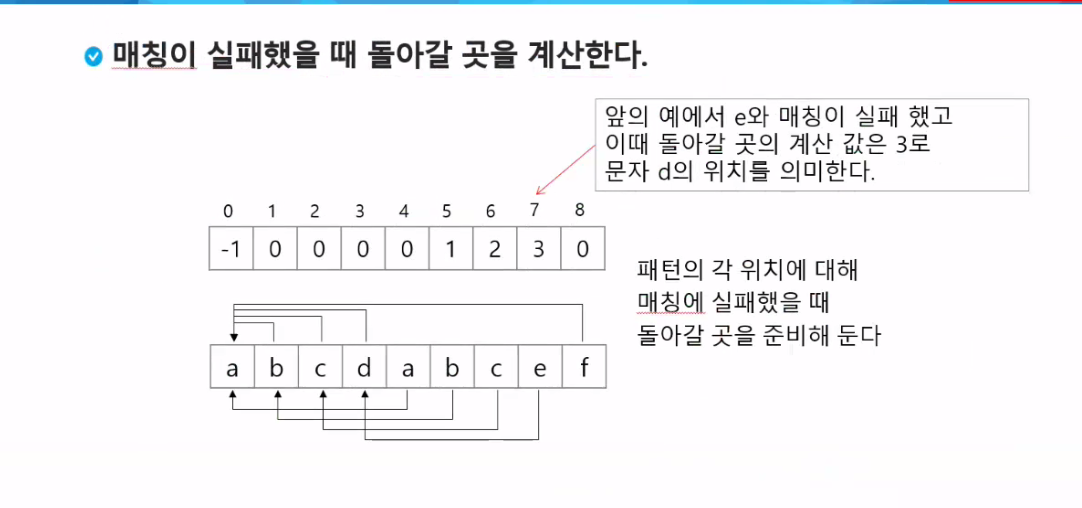 매칭이 실패했을 때 돌아갈 곳을 계산한다.
앞의 예에서 e와 매칭이 실패 했고
이때 돌아갈 곳의 계산 값은 3로
문자 d의 위치를 의미한다.
0 1 2 3 4 5 6 7 8
-1 0 0 0 0 1 2 3 0
패턴의 각 위치에 대해
매칭에 실패했을 때
돌아갈 곳을 준비해 둔다
a b c d a b c e f